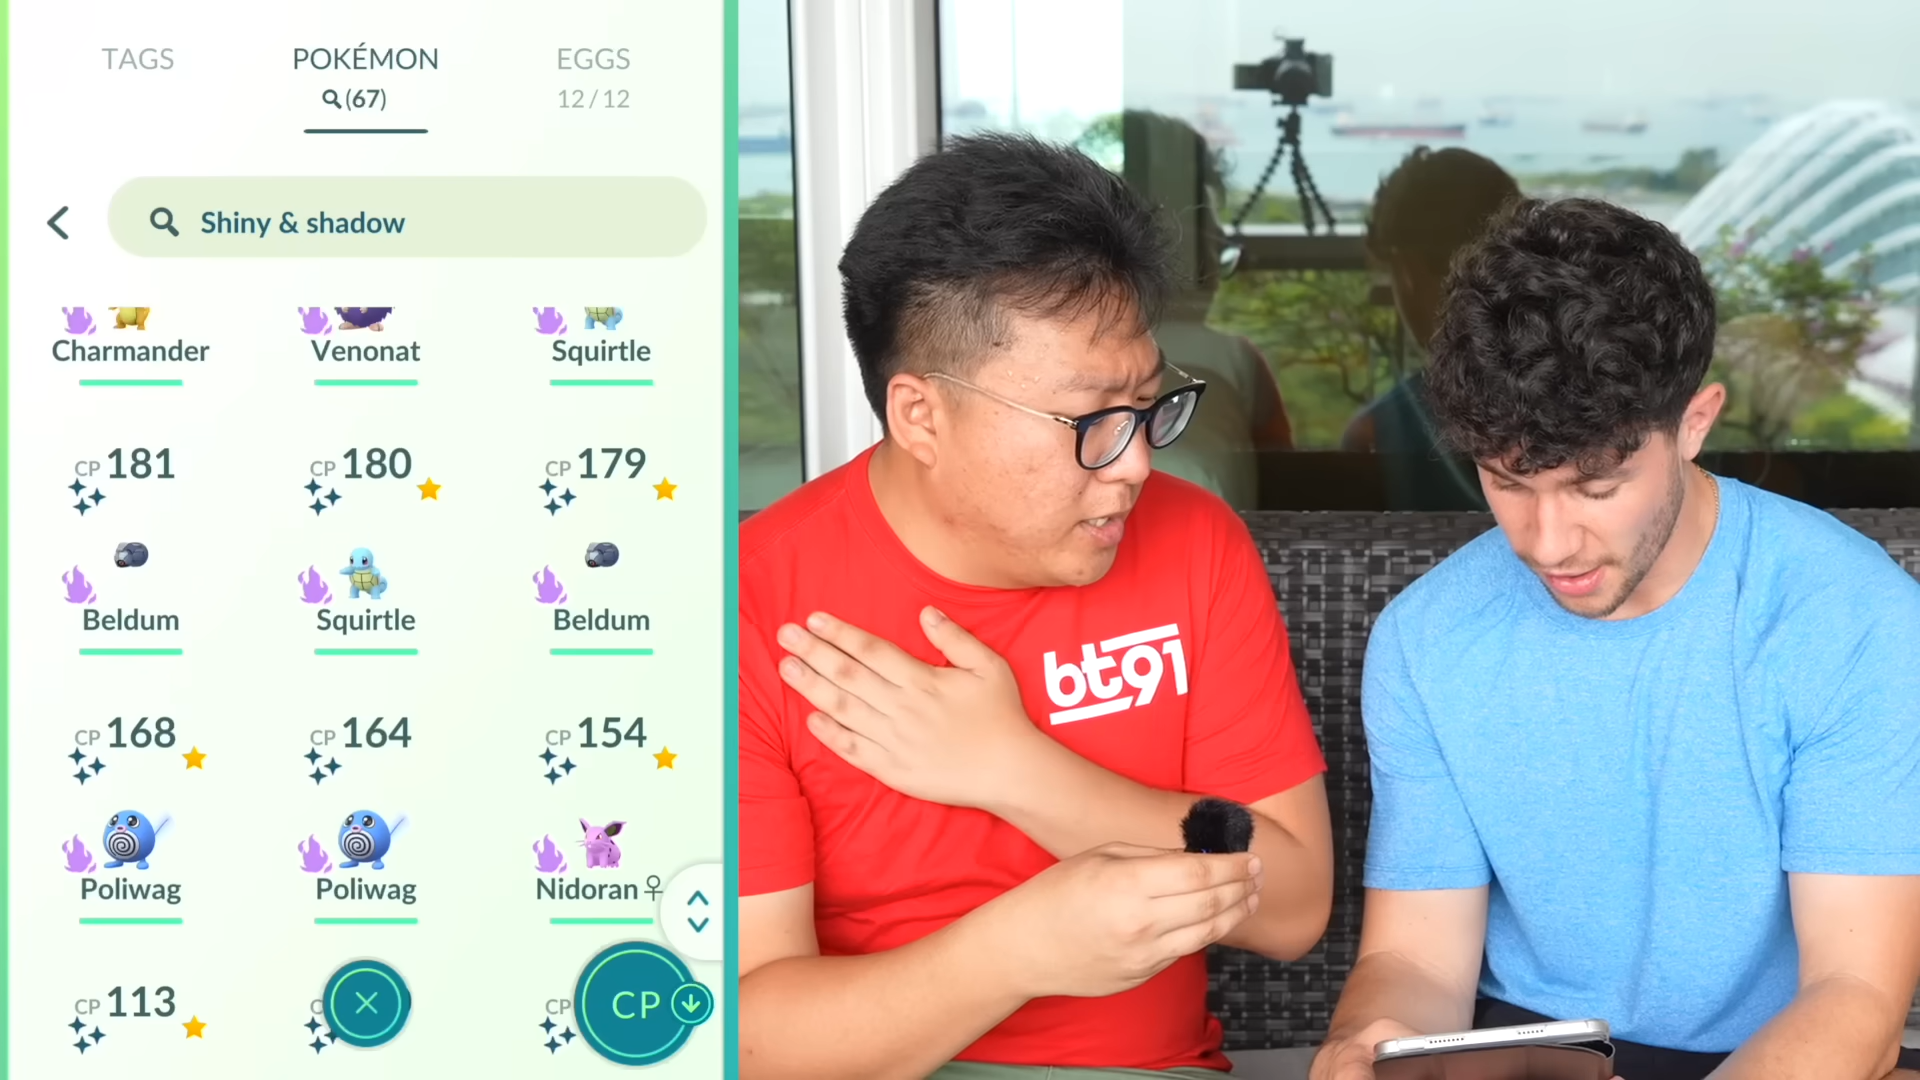 TAGS POKÉMON EGGS
(67) 12 / 12
Shiny & shadow
Charmander Venonat Squirtle
CP 181 CP 180 CP 179
Beldum Squirtle Beldum
CP 168 CP 164 CP 154
Poliwag Poliwag Nidoran♀
CP 113 CP
CP
bt91